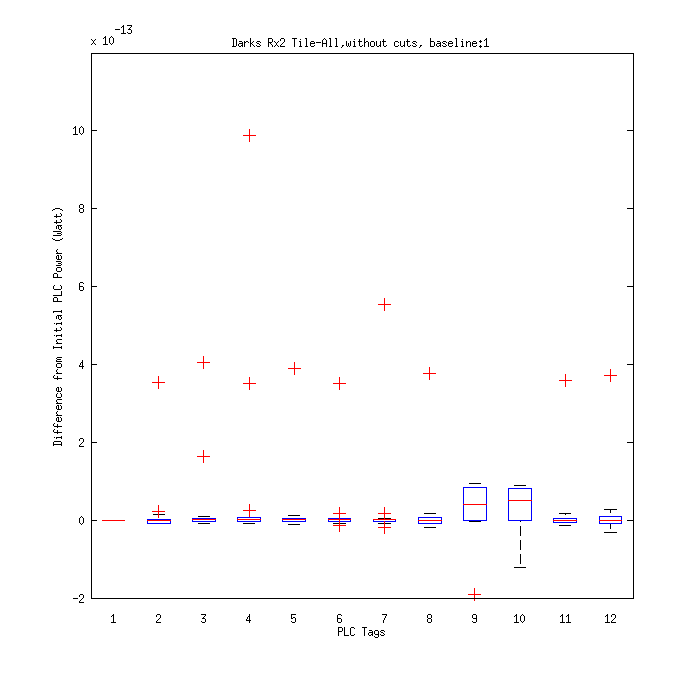 x 10 -13
Darks Rx2 Tile-All,without cuts, baseline:1
10
8
6
4
2
0
-2
Difference from Initial PLC Power (Watt)
1 2 3 4 5 6 7 8 9 10 11 12
PLC Tags